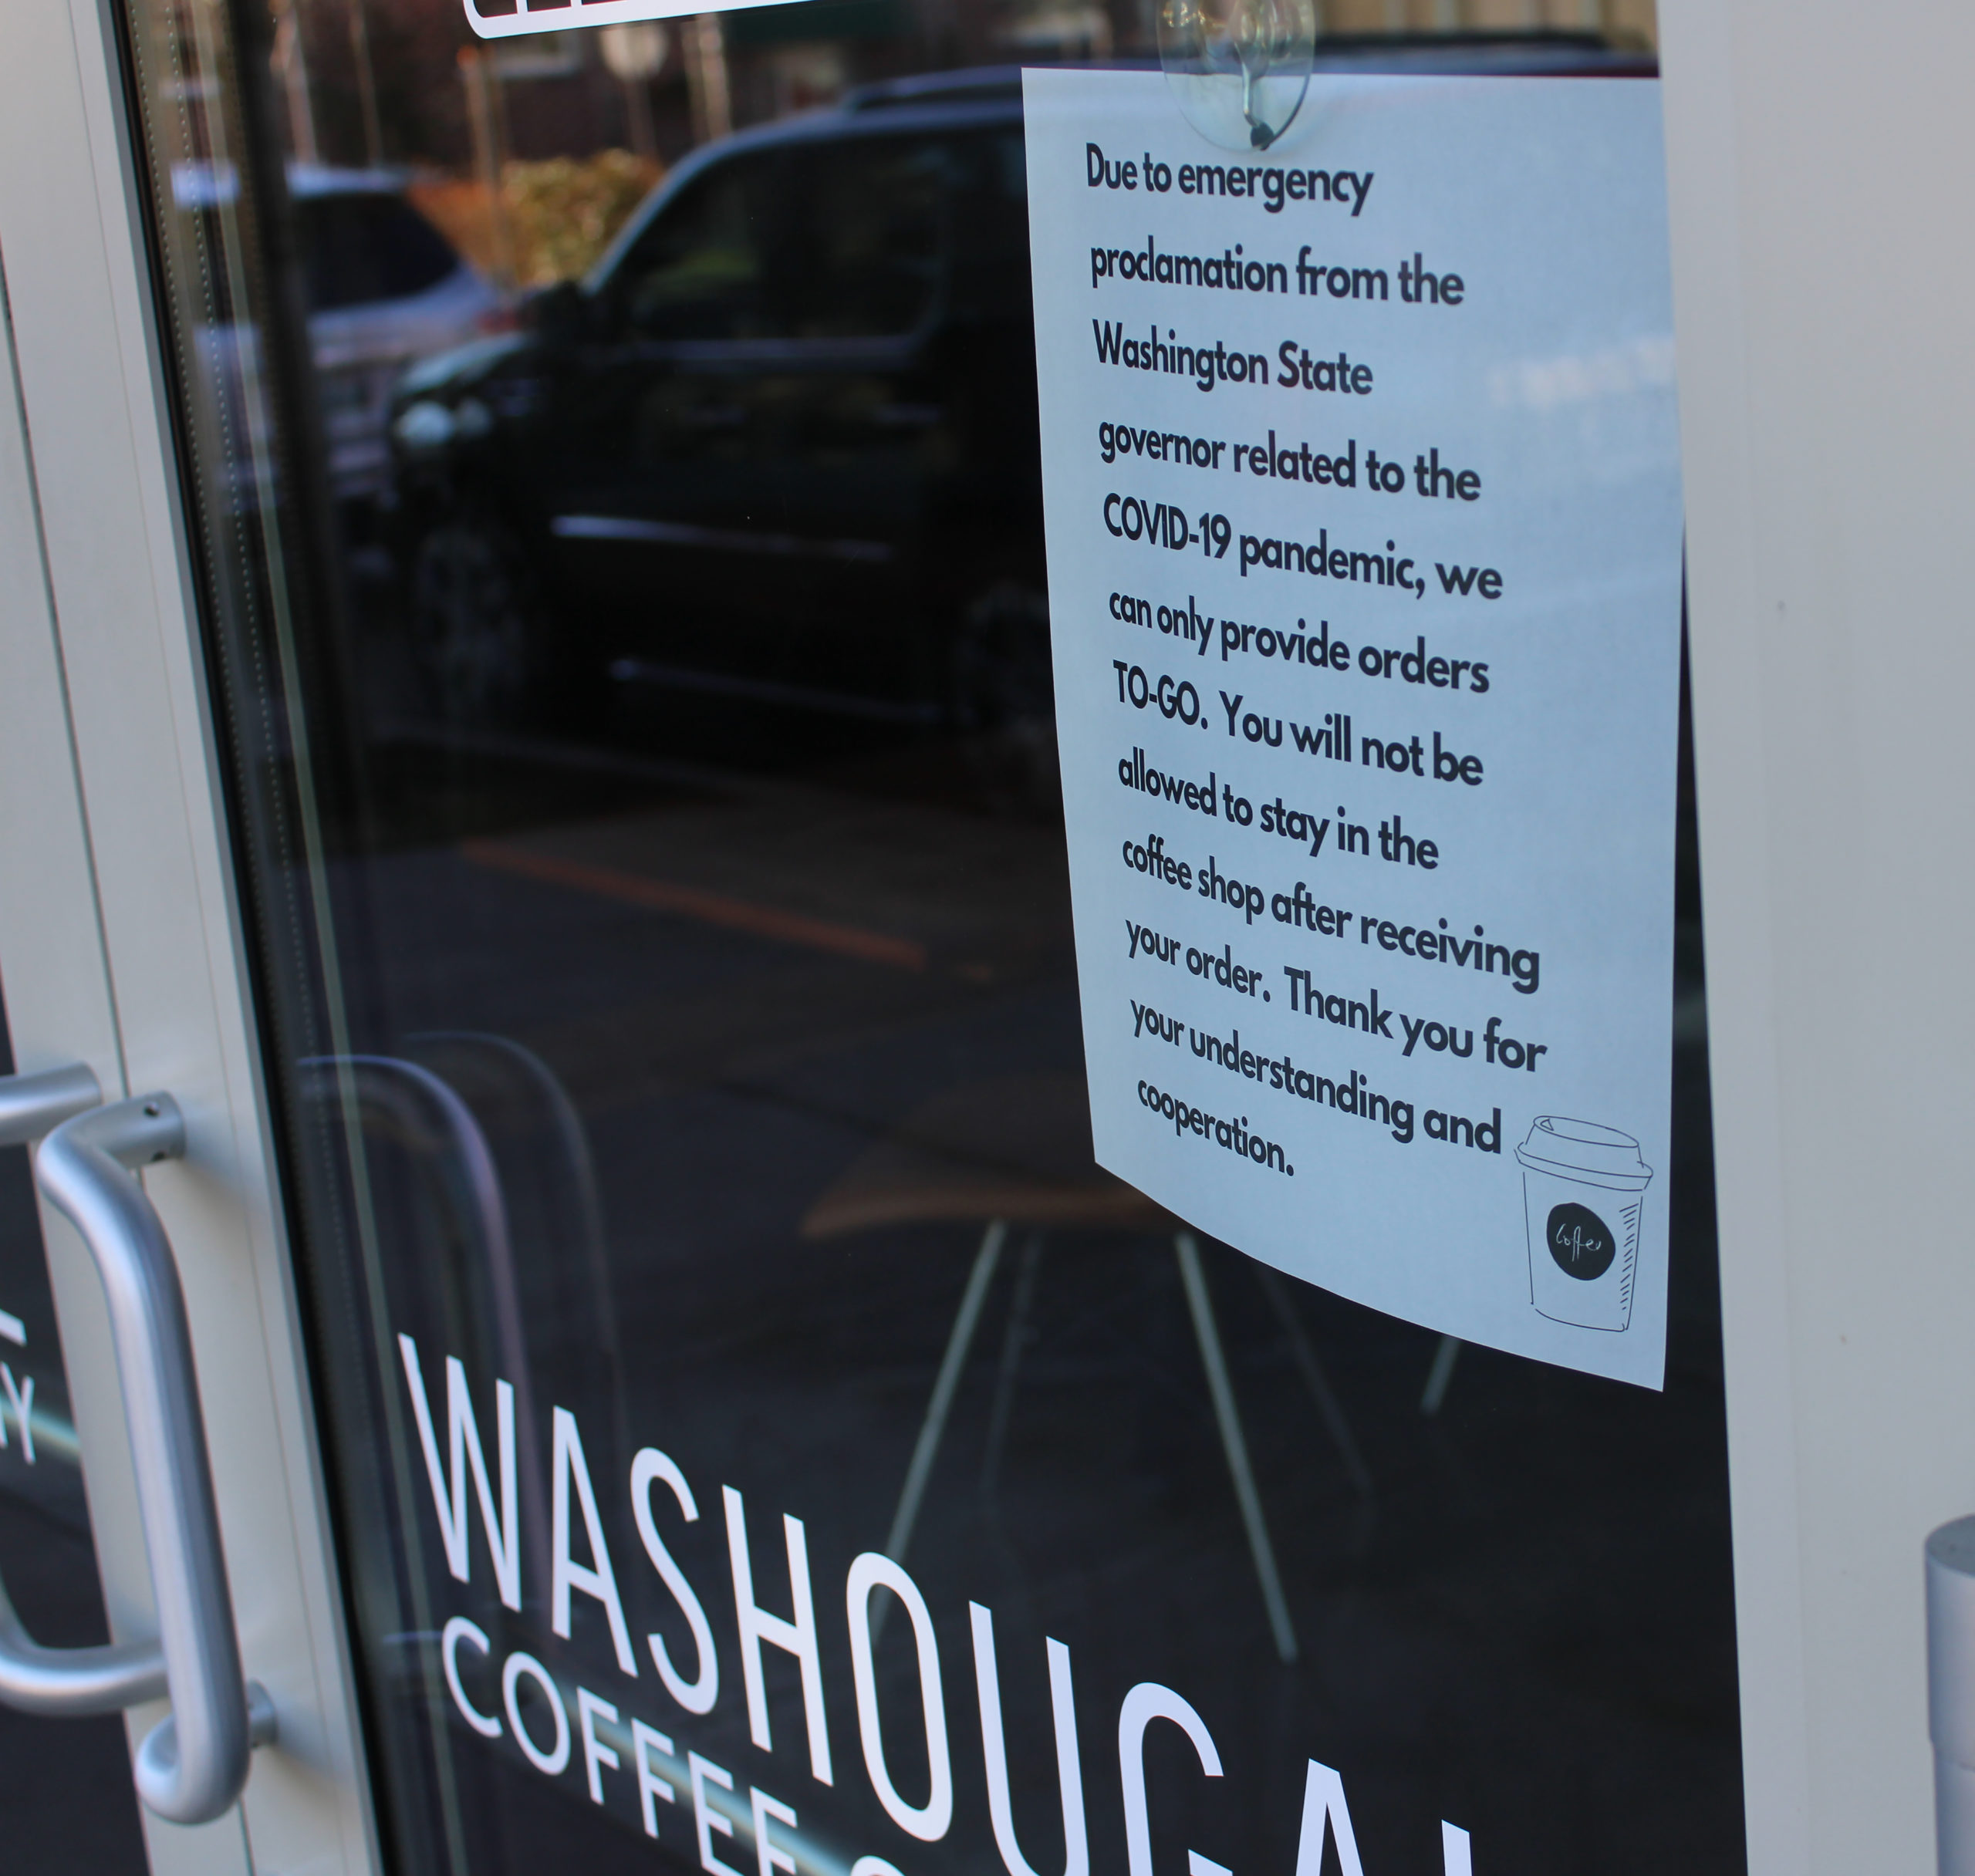 Due to emergency
proclamation from the
Washington State
governor related to the
COVID-19 pandemic, we
can only provide orders
TO-GO. You will not be
allowed to stay in the
coffee shop after receiving
your order. Thank you for
your understanding and
cooperation.
Coffee
WASHOUGAL
COFFEE